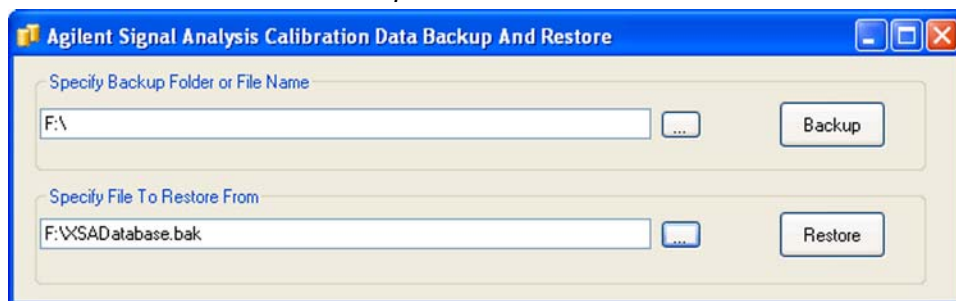 Agilent Signal Analysis Calibration Data Backup And Restore
Specify Backup Folder or File Name
F:\
...
Backup
Specify File To Restore From
F:\XSADatabase.bak
...
Restore